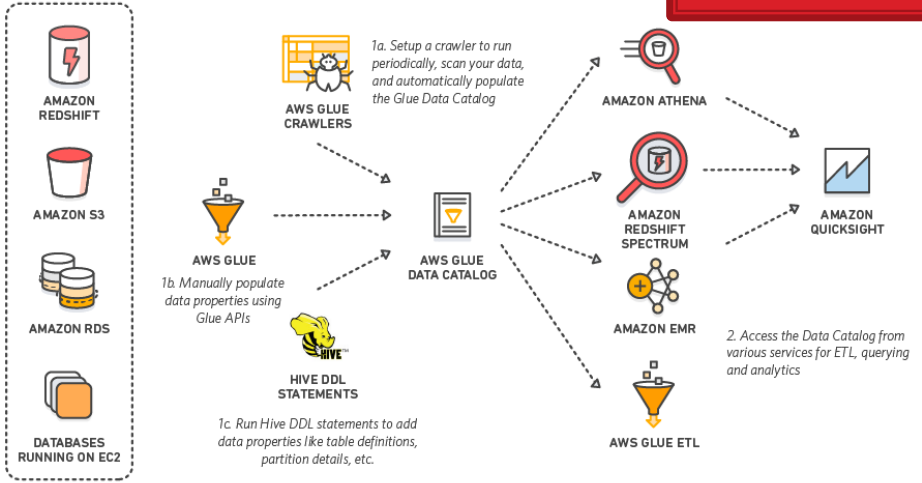 AMAZON
REDSHIFT
AMAZON S3
AMAZON RDS
DATABASES
RUNNING ON EC2
AWS GLUE
CRAWLERS
1a. Setup a crawler to run
periodically, scan your data,
and automatically populate
the Glue Data Catalog
AWS GLUE
1b. Manually populate
data properties using
Glue APIs
HIVE
TM
HIVE DDL
STATEMENTS
1c. Run Hive DDL statements to add
data properties like table definitions,
partition details, etc.
AWS GLUE
DATA CATALOG
AMAZON ATHENA
AMAZON
REDSHIFT
SPECTRUM
AMAZON EMR
AWS GLUE ETL
AMAZON
QUICKSIGHT
2. Access the Data Catalog from
various services for ETL, querying
and analytics